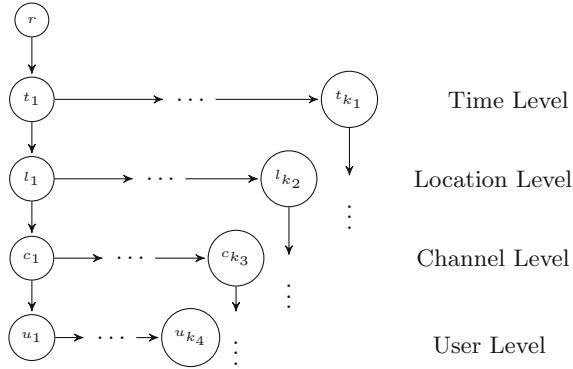 r
t₁ ··· tₖ₁ Time Level
l₁ ··· lₖ₂ Location Level
⋮
c₁ ··· cₖ₃ Channel Level
⋮
u₁ ··· uₖ₄ ⋮ User Level